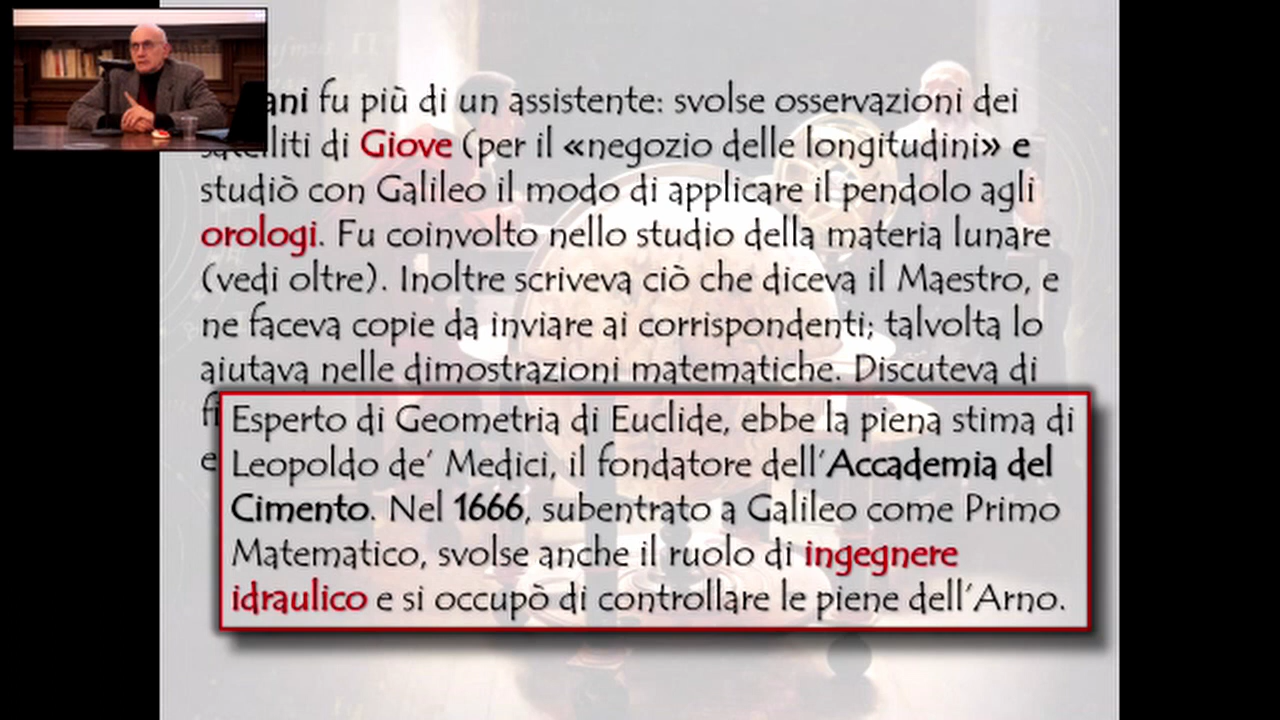 ani fu più di un assistente: svolse osservazioni dei
satelliti di Giove (per il «negozio delle longitudini» e
studiò con Galileo il modo di applicare il pendolo agli
orologi. Fu coinvolto nello studio della materia lunare
(vedi oltre). Inoltre scriveva ciò che diceva il Maestro, e
ne faceva copie da inviare ai corrispondenti; talvolta lo
aiutava nelle dimostrazioni matematiche. Discuteva di
Esperto di Geometria di Euclide, ebbe la piena stima di
Leopoldo de' Medici, il fondatore dell'Accademia del
Cimento. Nel 1666, subentrato a Galileo come Primo
Matematico, svolse anche il ruolo di ingegnere
idraulico e si occupò di controllare le piene dell'Arno.